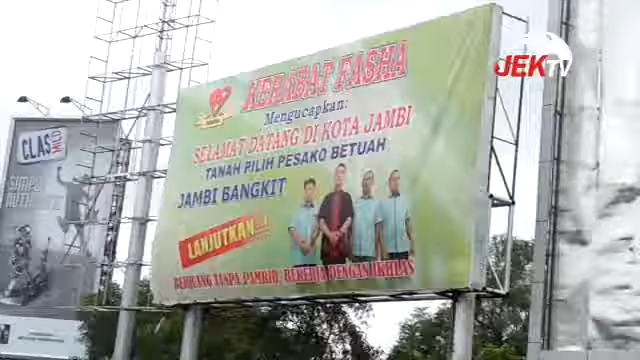 JEKTV
KERABAT FASHA
Mengucapkan:
SELAMAT DATANG DI KOTA JAMBI
TANAH PILIH PESAKO BETUAH
JAMBI BANGKIT
LANJUTKAN...!
BERJUANG TANPA PAMRIH, BEKERJA DENGAN IKHLAS
CLAS
MILD